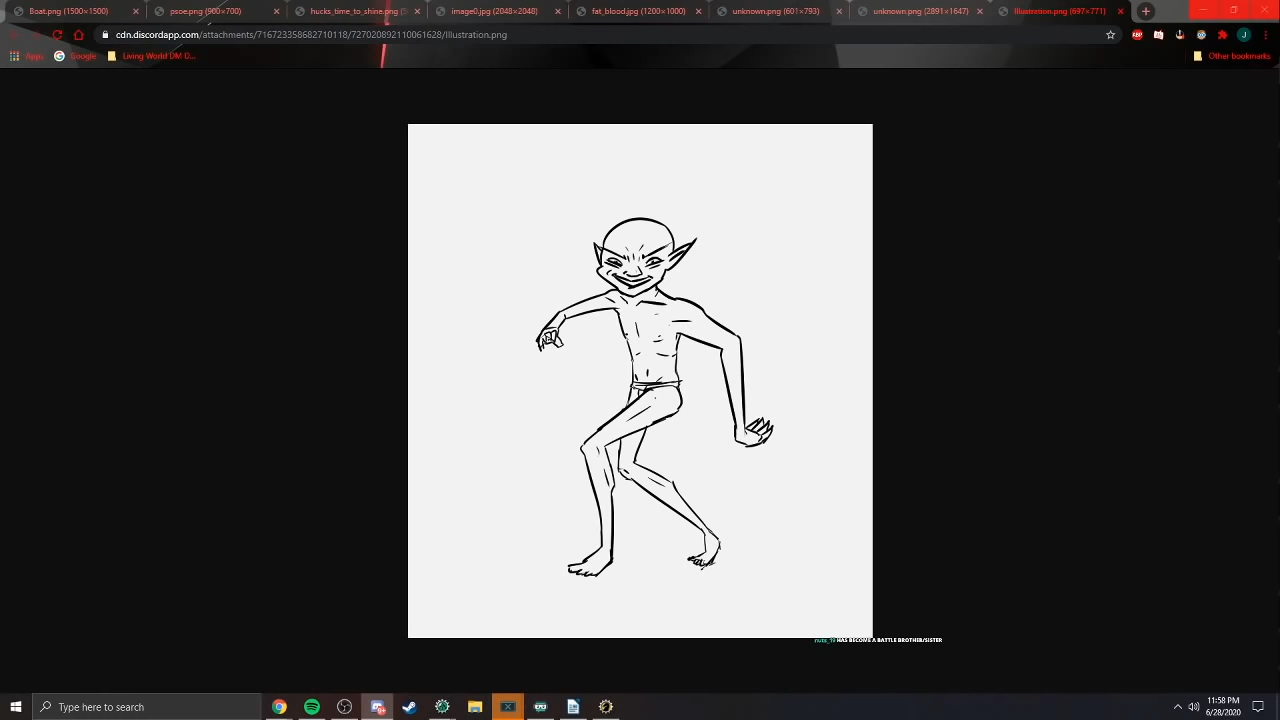 Boat.png (1500×1500)
psoe.png (900×700)
hucks_time_to_shine.png
image0.jpg (2048×2048)
fat_blood.jpg (1200×1000)
unknown.png (601×793)
unknown.png (2891×1647)
Illustration.png (697×771)
cdn.discordapp.com/attachments/716723358682710118/727020892110061628/Illustration.png
Apps
Google
Living World DM D...
Other bookmarks
HAS BECOME A BATTLE BROTHER/SISTER
Type here to search
11:58 PM
6/28/2020